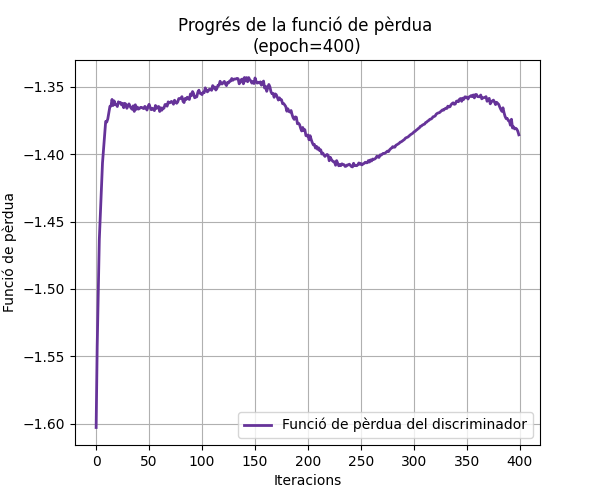 Progrés de la funció de pèrdua
(epoch=400)
−1.35
−1.40
−1.45
−1.50
−1.55
−1.60
Funció de pèrdua
Funció de pèrdua del discriminador
0 50 100 150 200 250 300 350 400
Iteracions